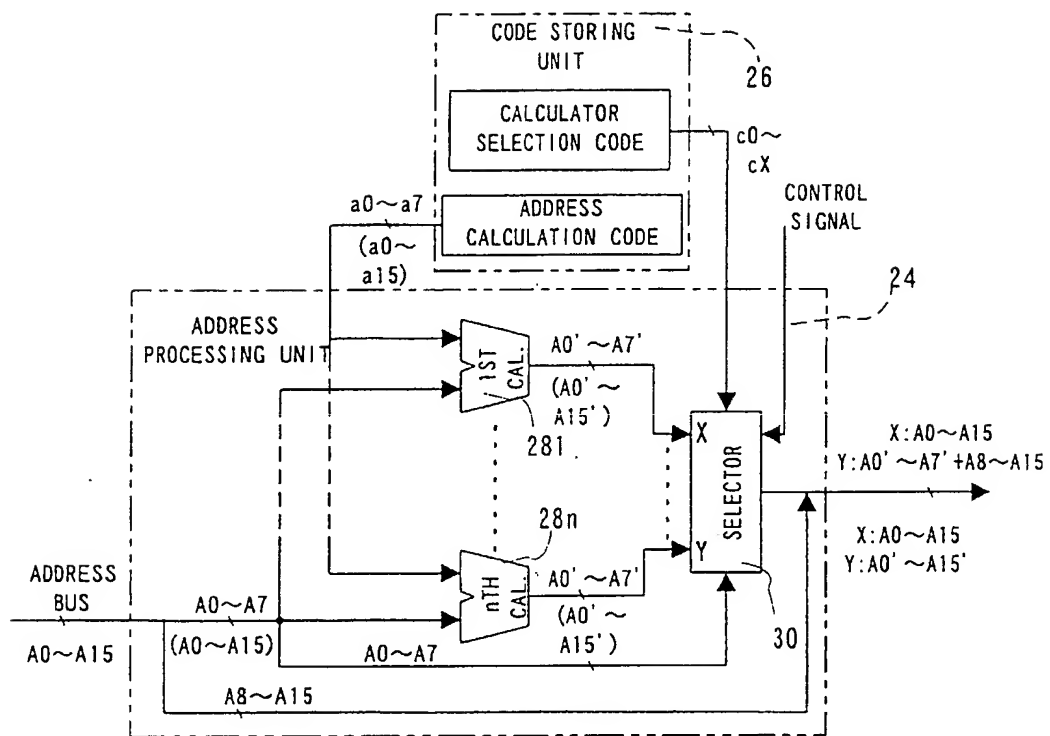 CODE STORING
UNIT
26
CALCULATOR
SELECTION CODE
c0~
cX
CONTROL
SIGNAL
a0~a7
(a0~
a15)
ADDRESS
CALCULATION CODE
24
ADDRESS
PROCESSING UNIT
1ST
CAL.
A0'~A7'
(A0'~
A15')
281
X
SELECTOR
Y
X:A0~A15
Y:A0'~A7'+A8~A15
X:A0~A15
Y:A0'~A15'
28n
nTH
CAL.
A0'~A7'
(A0'~
A15')
30
ADDRESS
BUS
A0~A15
A0~A7
(A0~A15)
A0~A7
A8~A15